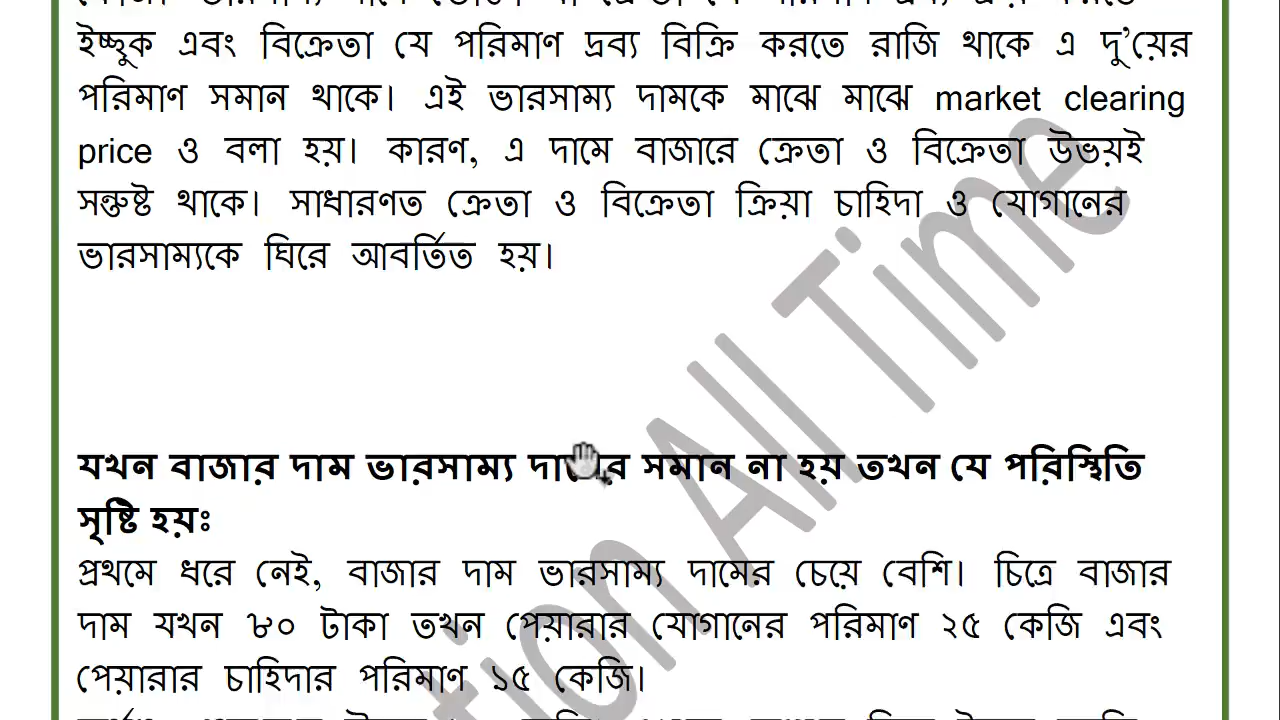 ইচ্ছুক এবং বিক্রেতা যে পরিমাণ দ্রব্য বিক্রি করতে রাজি থাকে এ দু’য়ের
পরিমাণ সমান থাকে। এই ভারসাম্য দামকে মাঝে মাঝে market clearing
price ও বলা হয়। কারণ, এ দামে বাজারে ক্রেতা ও বিক্রেতা উভয়ই
সন্তুষ্ট থাকে। সাধারণত ক্রেতা ও বিক্রেতা ক্রিয়া চাহিদা ও যোগানের
ভারসাম্যকে ঘিরে আবর্তিত হয়।
যখন বাজার দাম ভারসাম্য দামের সমান না হয় তখন যে পরিস্থিতি
সৃষ্টি হয়ঃ
প্রথমে ধরে নেই, বাজার দাম ভারসাম্য দামের চেয়ে বেশি। চিত্রে বাজার
দাম যখন ৮০ টাকা তখন পেয়ারার যোগানের পরিমাণ ২৫ কেজি এবং
পেয়ারার চাহিদার পরিমাণ ১৫ কেজি।
All Time